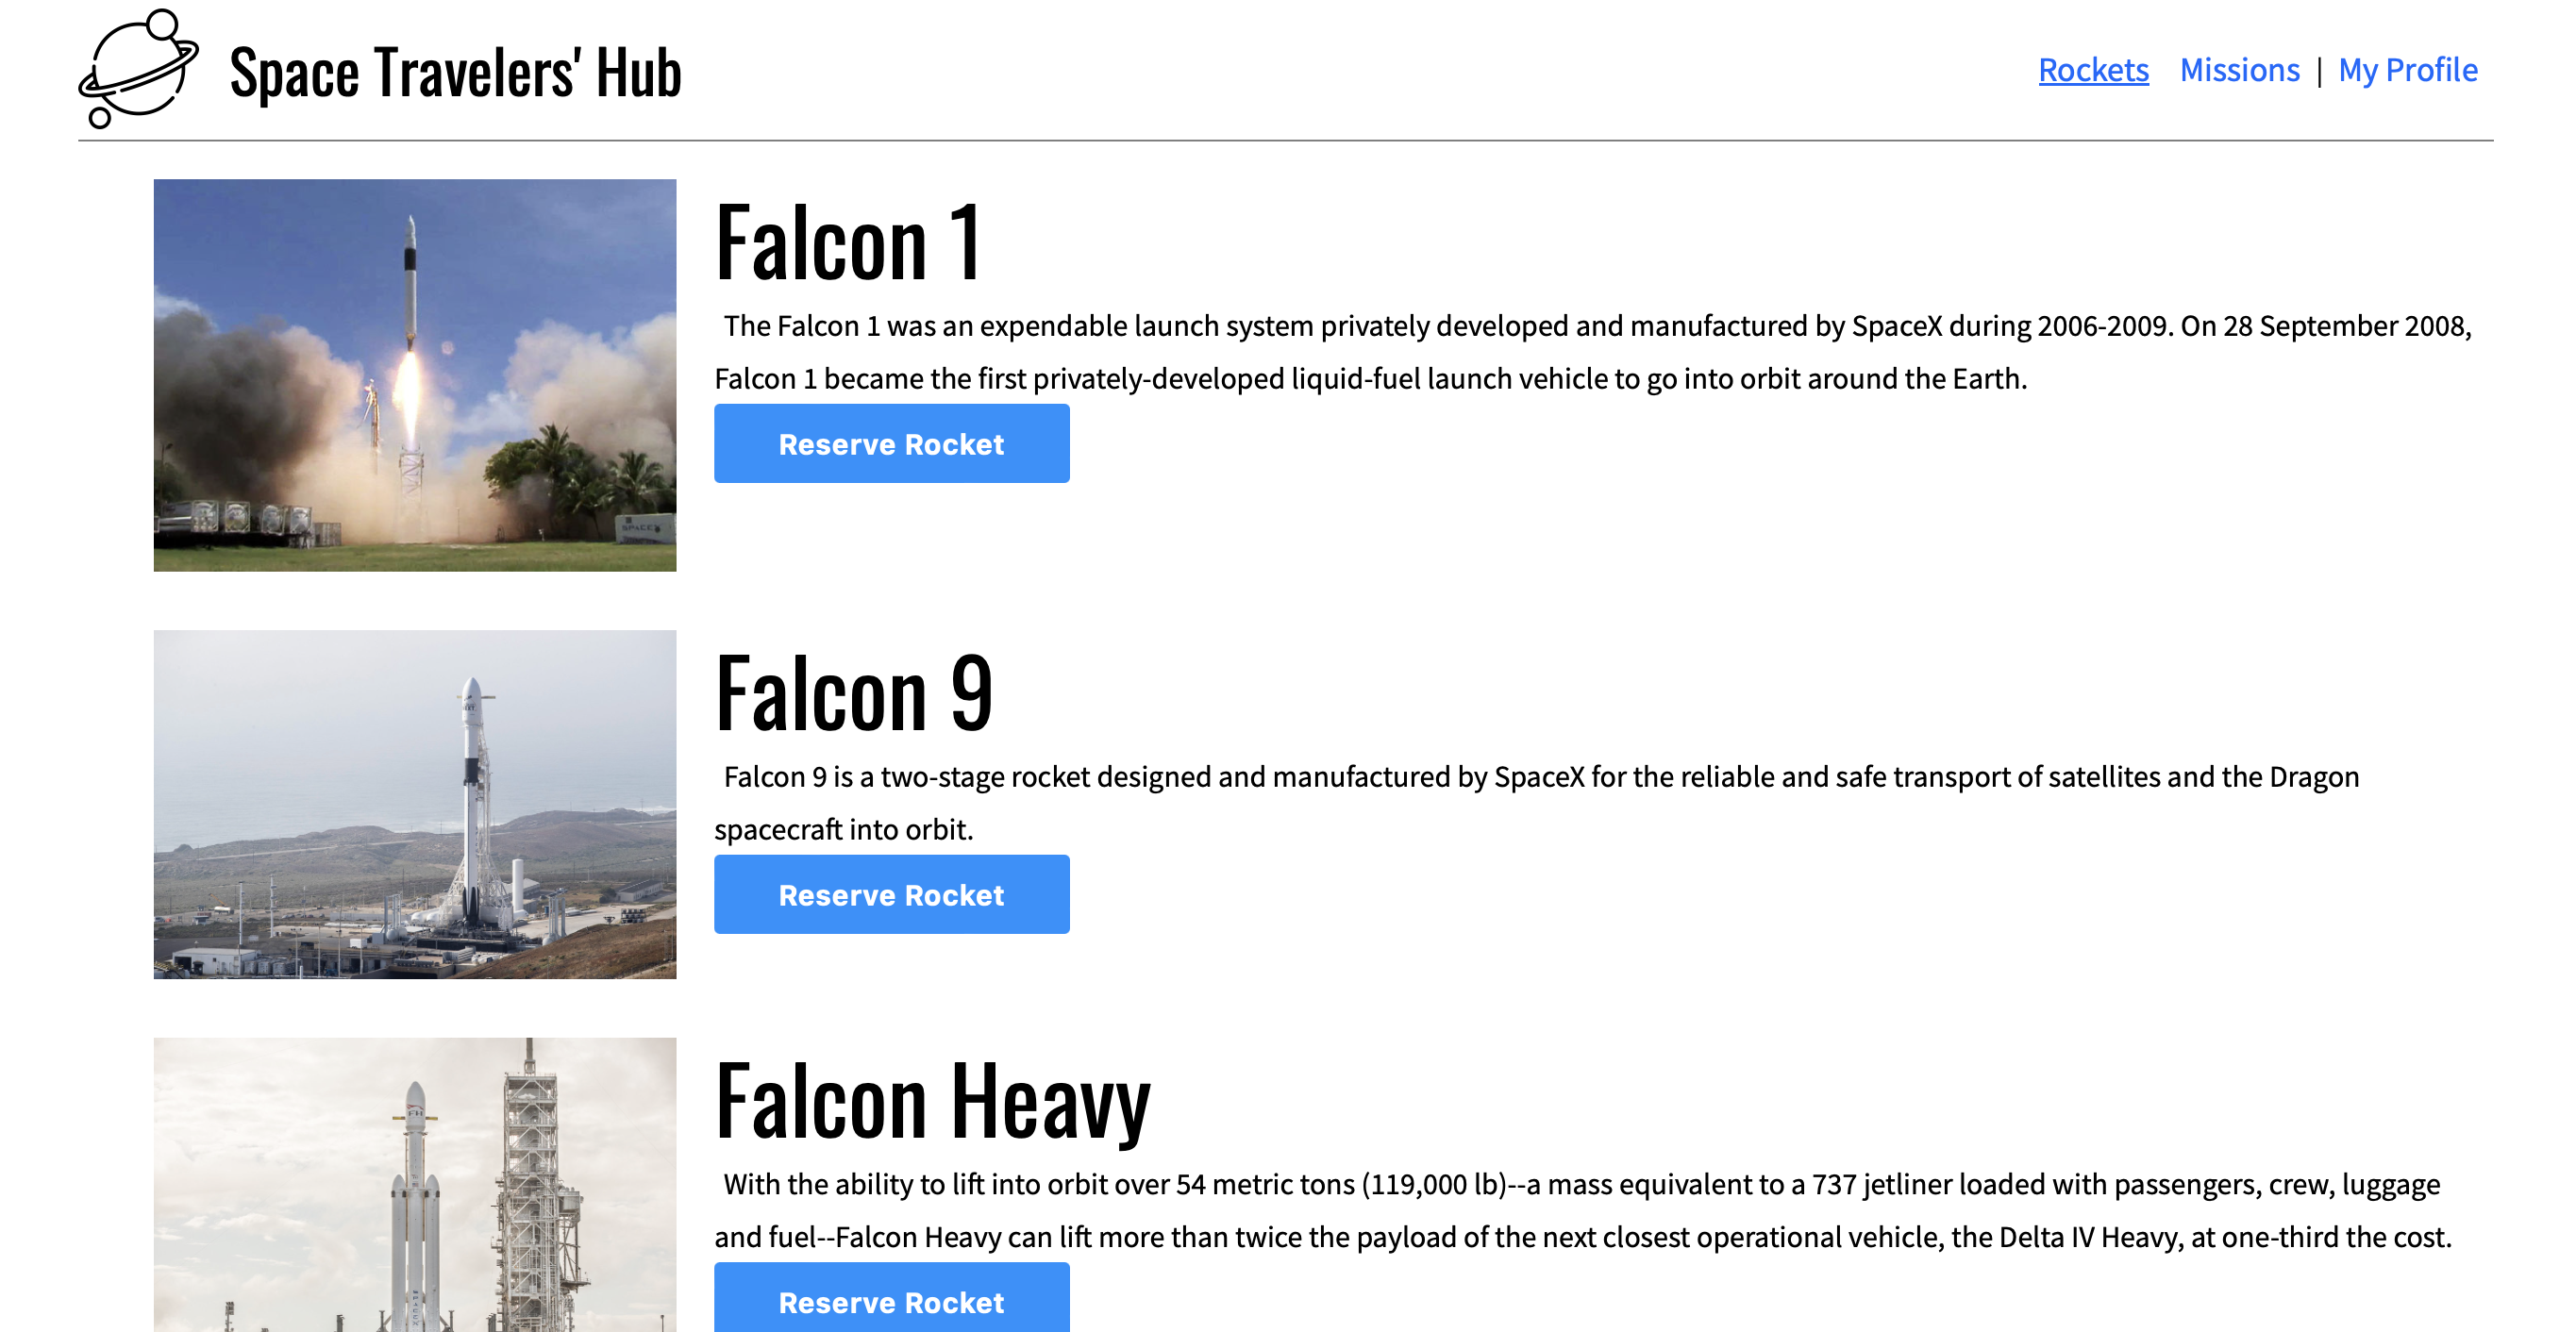 Space Travelers' Hub
Rockets Missions | My Profile
Falcon 1
The Falcon 1 was an expendable launch system privately developed and manufactured by SpaceX during 2006-2009. On 28 September 2008,
Falcon 1 became the first privately-developed liquid-fuel launch vehicle to go into orbit around the Earth.
Reserve Rocket
SPACEX
Falcon 9
Falcon 9 is a two-stage rocket designed and manufactured by SpaceX for the reliable and safe transport of satellites and the Dragon
spacecraft into orbit.
Reserve Rocket
Falcon Heavy
With the ability to lift into orbit over 54 metric tons (119,000 lb)--a mass equivalent to a 737 jetliner loaded with passengers, crew, luggage
and fuel--Falcon Heavy can lift more than twice the payload of the next closest operational vehicle, the Delta IV Heavy, at one-third the cost.
Reserve Rocket
FH
SPACEX